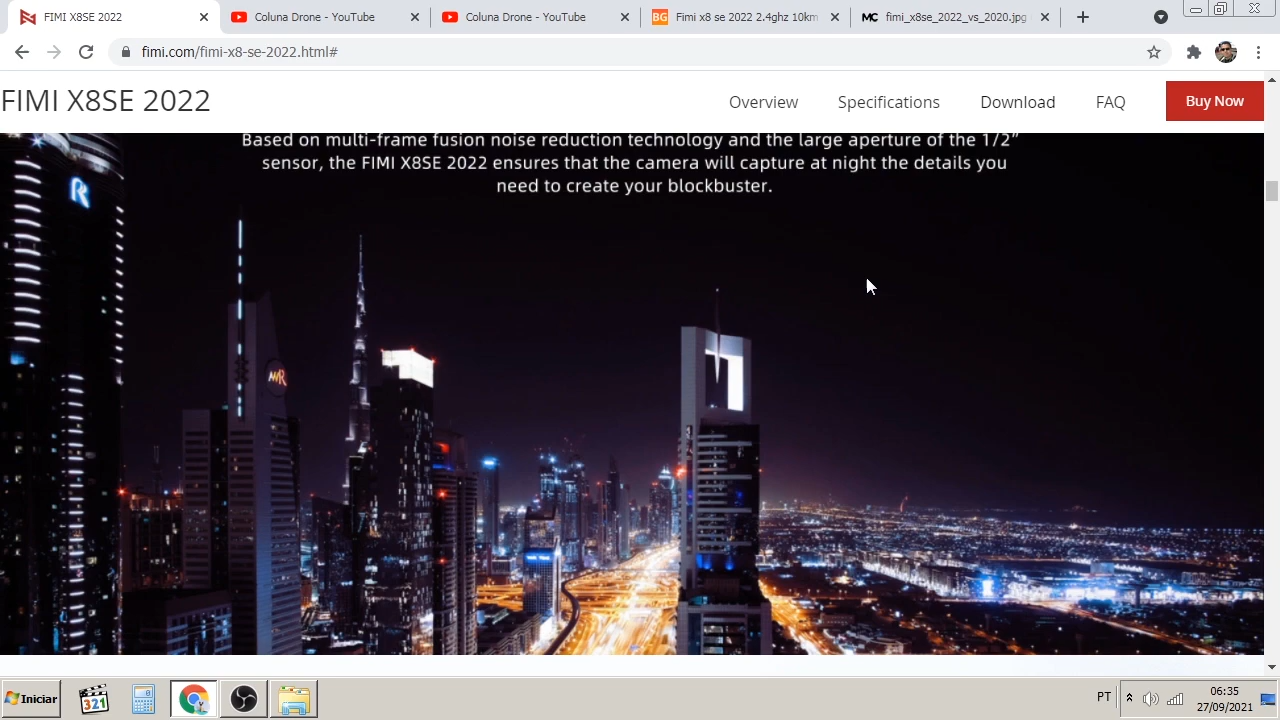 FIMI X8SE 2022
Coluna Drone - YouTube
Coluna Drone - YouTube
BG
Fimi x8 se 2022 2.4ghz 10km
MC
fimi_x8se_2022_vs_2020.jpg
fimi.com/fimi-x8-se-2022.html#
FIMI X8SE 2022
Overview
Specifications
Download
FAQ
Buy Now
Based on multi-frame fusion noise reduction technology and the large aperture of the 1/2"
sensor, the FIMI X8SE 2022 ensures that the camera will capture at night the details you
need to create your blockbuster.
R
Iniciar
321
PT
06:35
27/09/2021